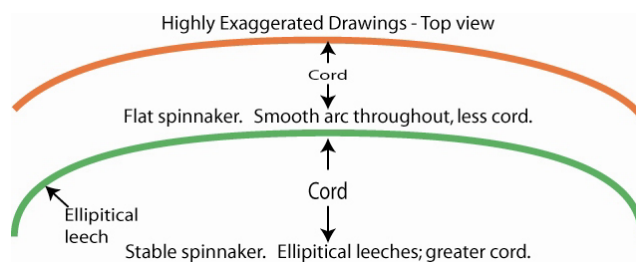 Highly Exaggerated Drawings - Top view
Cord
Flat spinnaker. Smooth arc throughout, less cord.
Cord
Ellipitical
leech
Stable spinnaker. Ellipitical leeches; greater cord.